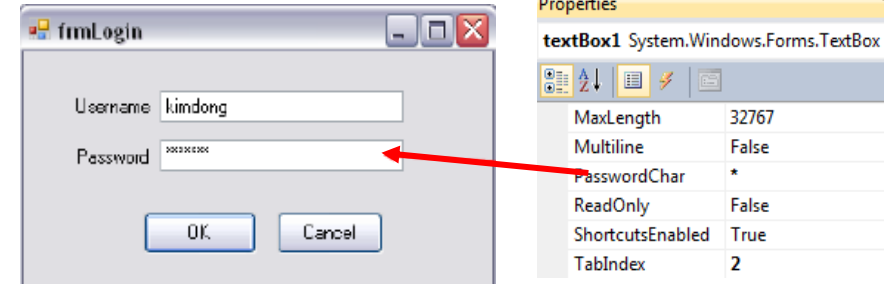 frmLogin
Username kimdong
Password *******
OK Cancel
Properties
textBox1 System.Windows.Forms.TextBox
MaxLength 32767
Multiline False
PasswordChar *
ReadOnly False
ShortcutsEnabled True
TabIndex 2